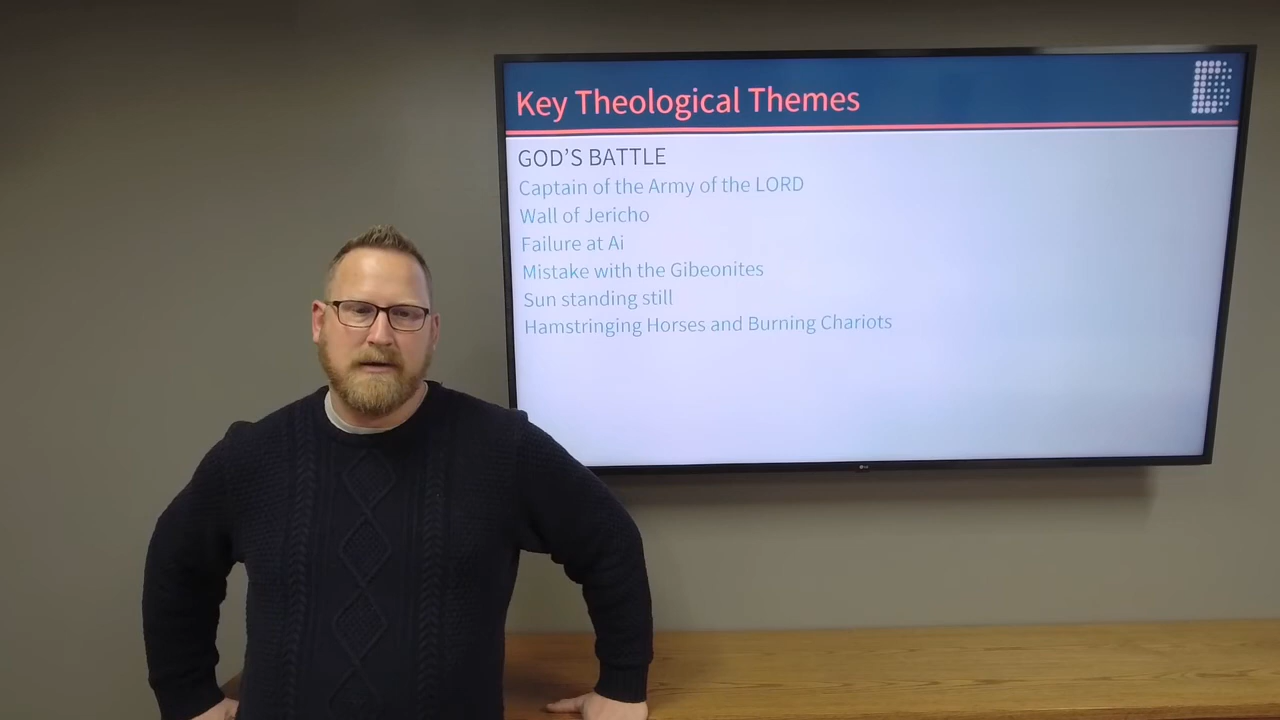 Key Theological Themes
GOD'S BATTLE
Captain of the Army of the LORD
Wall of Jericho
Failure at Ai
Mistake with the Gibeonites
Sun standing still
Hamstringing Horses and Burning Chariots
LG